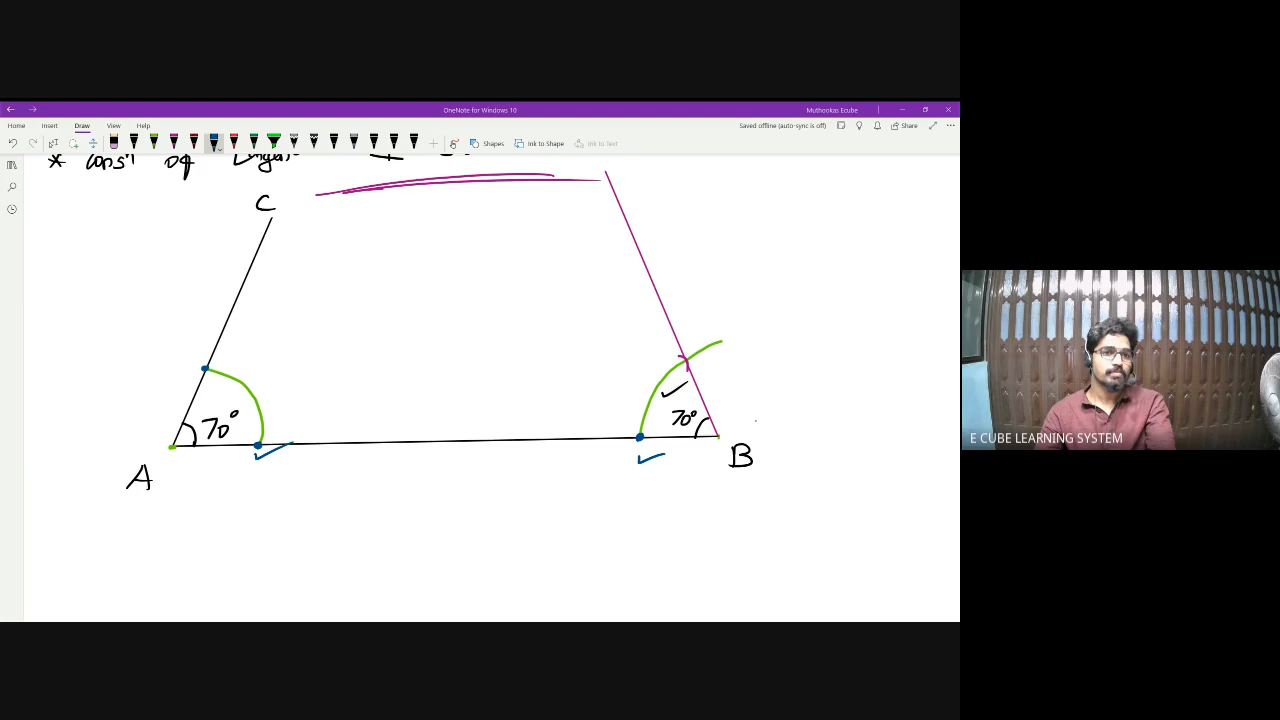 OneNote for Windows 10
Muthookas Ecube
Home Insert Draw View Help
Saved offline (auto-sync is off)
Share
Shapes
Ink to Shape
Ink to Text
* of
C
70°
70°
A
B
E CUBE LEARNING SYSTEM